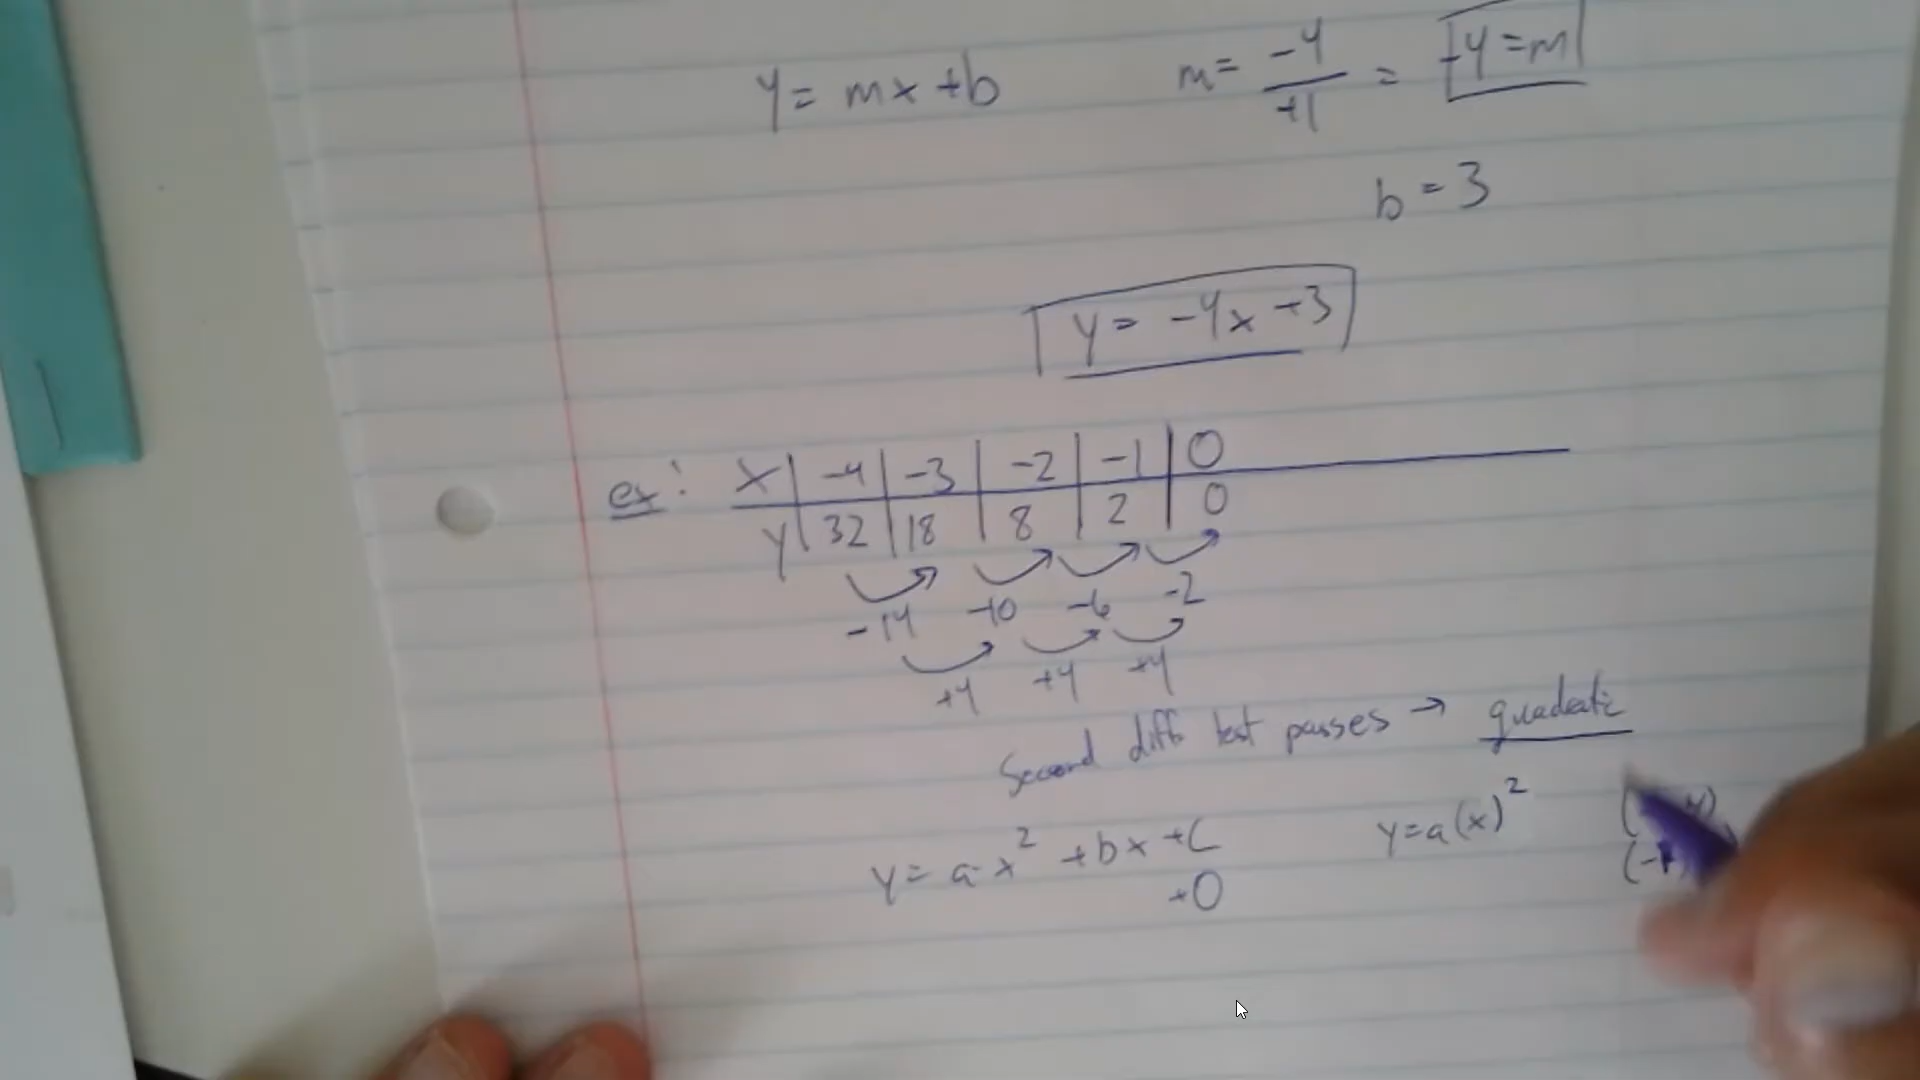 y = mx + b
m = -4/+1 = -4 = m
b = 3
y = -4x + 3
ex: x | -4 | -3 | -2 | -1 | 0
y | 32 | 18 | 8 | 2 | 0
-14 -10 -6 -2
+4 +4 +4
Second diff test passes → quadratic
y = a·x² + bx + c
+0
y = a(x)²